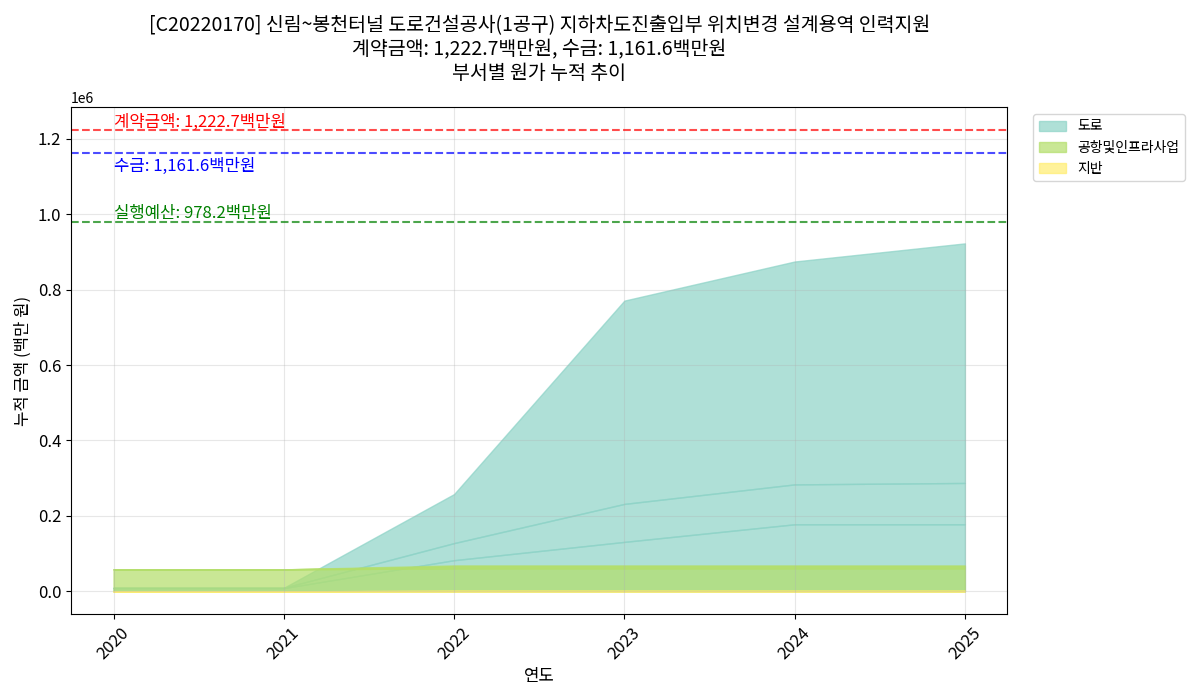 [C20220170] 신림~봉천터널 도로건설공사(1공구) 지하차도진출입부 위치변경 설계용역 인력지원
계약금액: 1,222.7백만원, 수금: 1,161.6백만원
부서별 원가 누적 추이
1e6
계약금액: 1,222.7백만원
수금: 1,161.6백만원
실행예산: 978.2백만원
도로
공항및인프라사업
지반
1.2
1.0
0.8
0.6
0.4
0.2
0.0
누적 금액 (백만 원)
2020
2021
2022
2023
2024
2025
연도